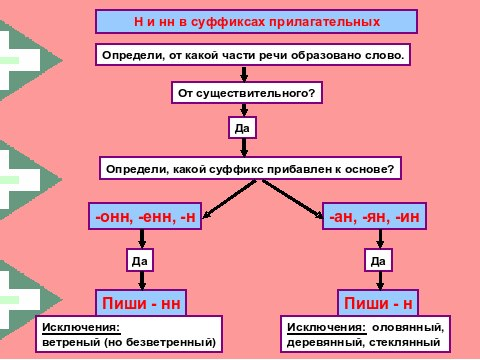 Н и нн в суффиксах прилагательных
Определи, от какой части речи образовано слово.
От существительного?
Да
Определи, какой суффикс прибавлен к основе?
-онн, -енн, -н
-ан, -ян, -ин
Да
Да
Пиши - нн
Пиши - н
Исключения:
ветреный (но безветренный)
Исключения: оловянный,
деревянный, стеклянный